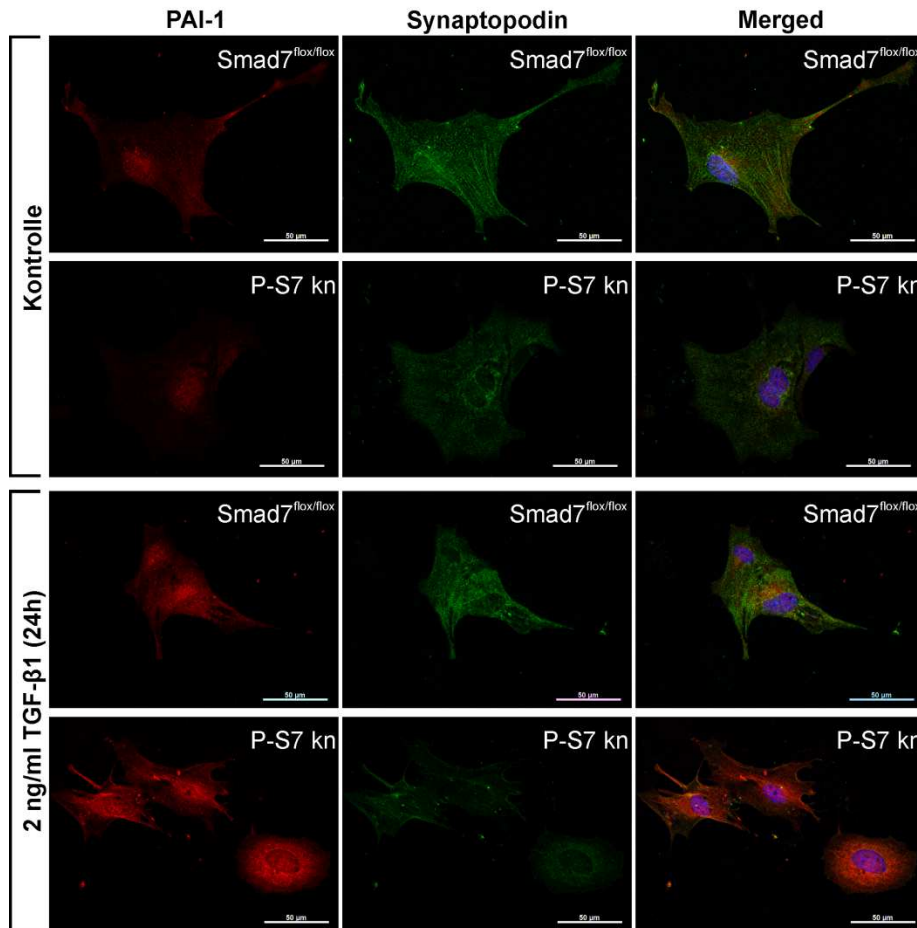 PAI-1 Synaptopodin Merged
Kontrolle
Smad7flox/flox Smad7flox/flox Smad7flox/flox
50 µm 50 µm 50 µm
P-S7 kn P-S7 kn P-S7 kn
50 µm 50 µm 50 µm
2 ng/ml TGF-β1 (24h)
Smad7flox/flox Smad7flox/flox Smad7flox/flox
50 µm 50 µm 50 µm
P-S7 kn P-S7 kn P-S7 kn
50 µm 50 µm 50 µm